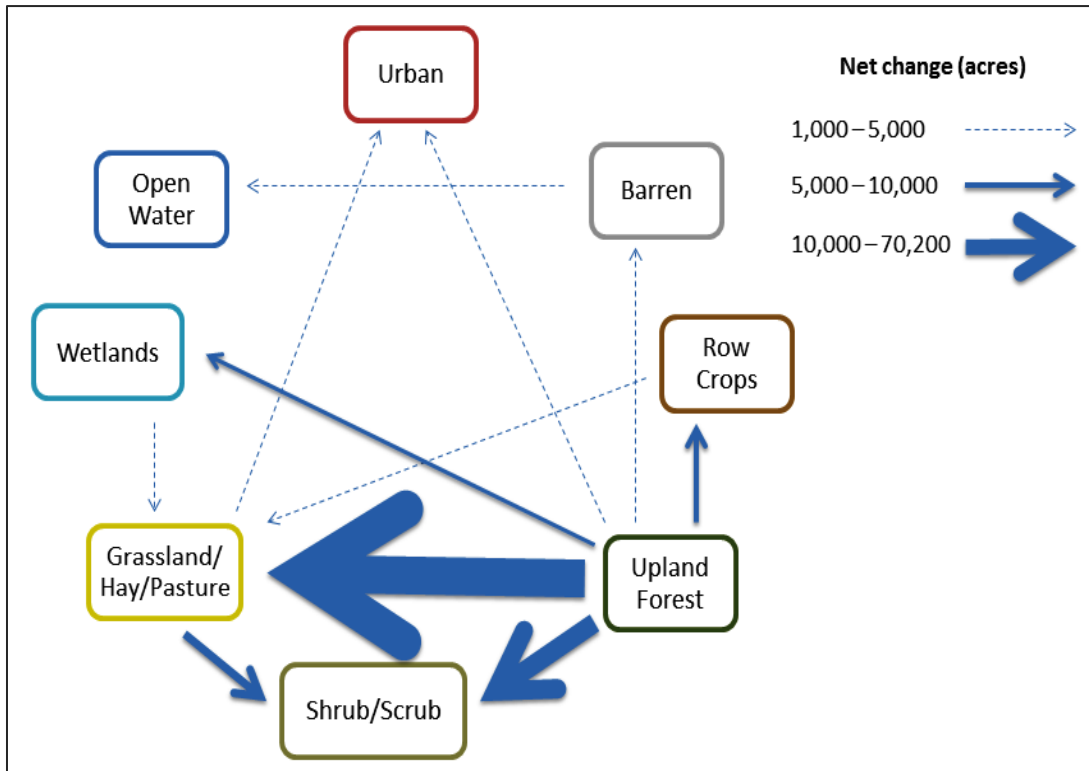 Urban
Net change (acres)
1,000 – 5,000
Open
Water
Barren
5,000 – 10,000
10,000 – 70,200
Wetlands
Row
Crops
Grassland/
Hay/Pasture
Upland
Forest
Shrub/Scrub